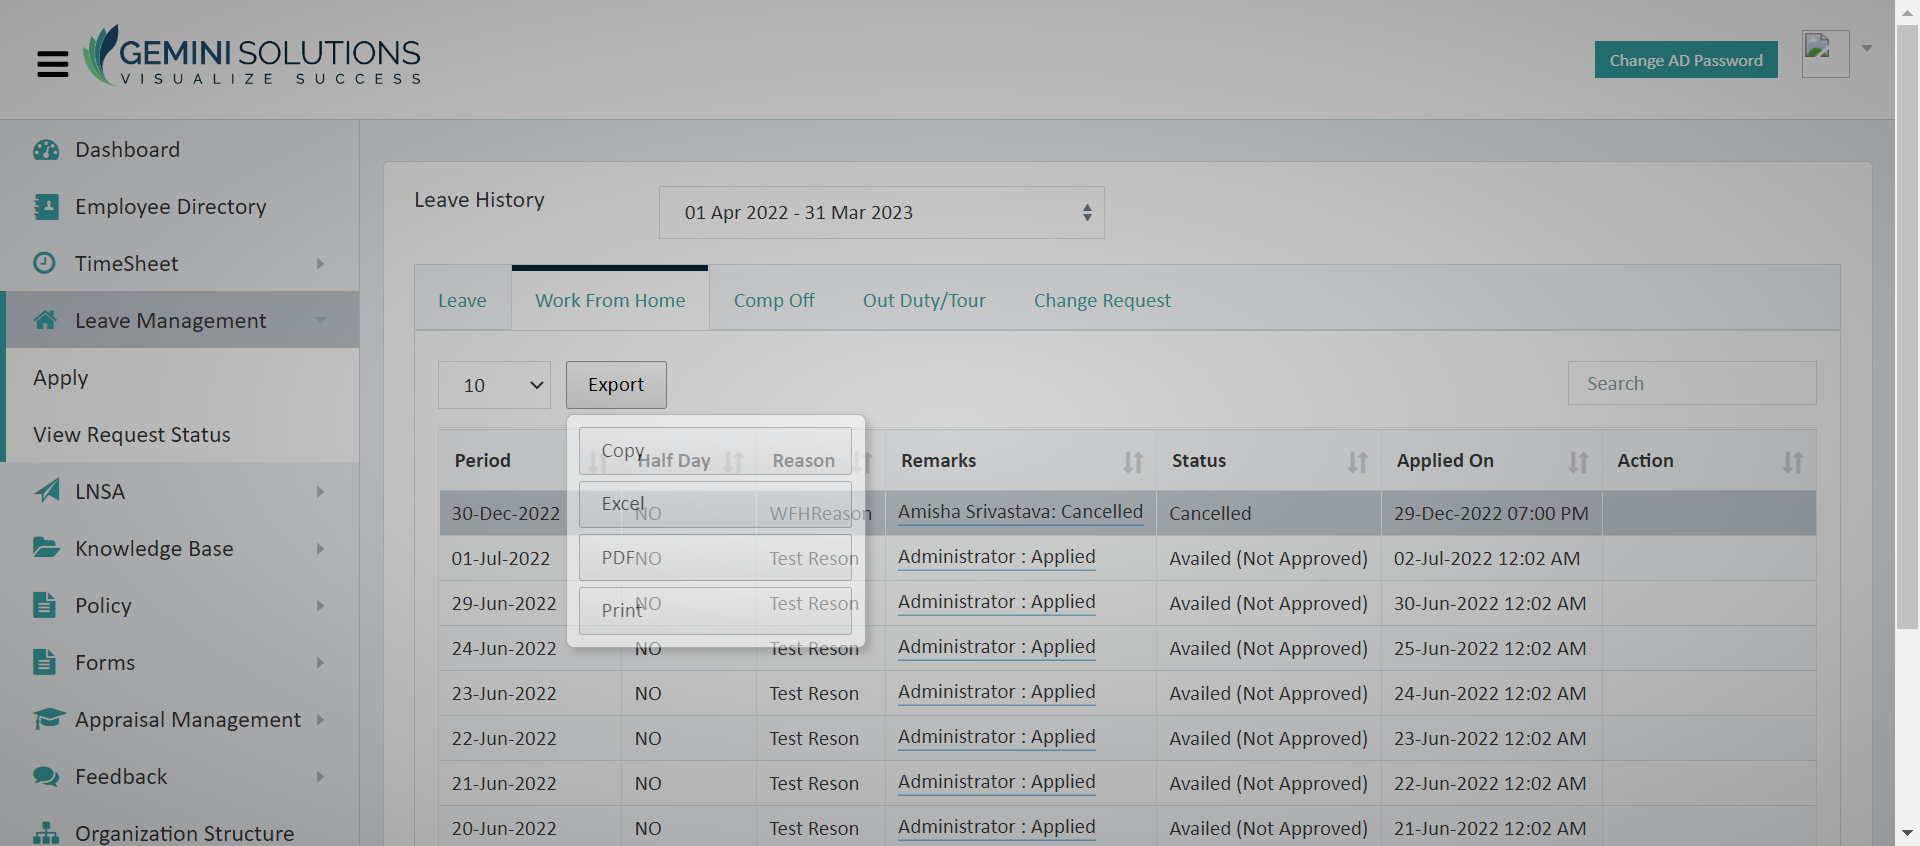 GEMINI SOLUTIONS
VISUALIZE SUCCESS
Change AD Password
Dashboard
Employee Directory
TimeSheet
Leave Management
Apply
View Request Status
LNSA
Knowledge Base
Policy
Forms
Appraisal Management
Feedback
Organization Structure
Leave History
01 Apr 2022 - 31 Mar 2023
Leave Work From Home Comp Off Out Duty/Tour Change Request
10 Export Search
Copy
Excel
PDF
Print
Period Half Day Reason Remarks Status Applied On Action
30-Dec-2022 NO WFHReason Amisha Srivastava: Cancelled Cancelled 29-Dec-2022 07:00 PM
01-Jul-2022 NO Test Reson Administrator : Applied Availed (Not Approved) 02-Jul-2022 12:02 AM
29-Jun-2022 NO Test Reson Administrator : Applied Availed (Not Approved) 30-Jun-2022 12:02 AM
24-Jun-2022 NO Test Reson Administrator : Applied Availed (Not Approved) 25-Jun-2022 12:02 AM
23-Jun-2022 NO Test Reson Administrator : Applied Availed (Not Approved) 24-Jun-2022 12:02 AM
22-Jun-2022 NO Test Reson Administrator : Applied Availed (Not Approved) 23-Jun-2022 12:02 AM
21-Jun-2022 NO Test Reson Administrator : Applied Availed (Not Approved) 22-Jun-2022 12:02 AM
20-Jun-2022 NO Test Reson Administrator : Applied Availed (Not Approved) 21-Jun-2022 12:02 AM